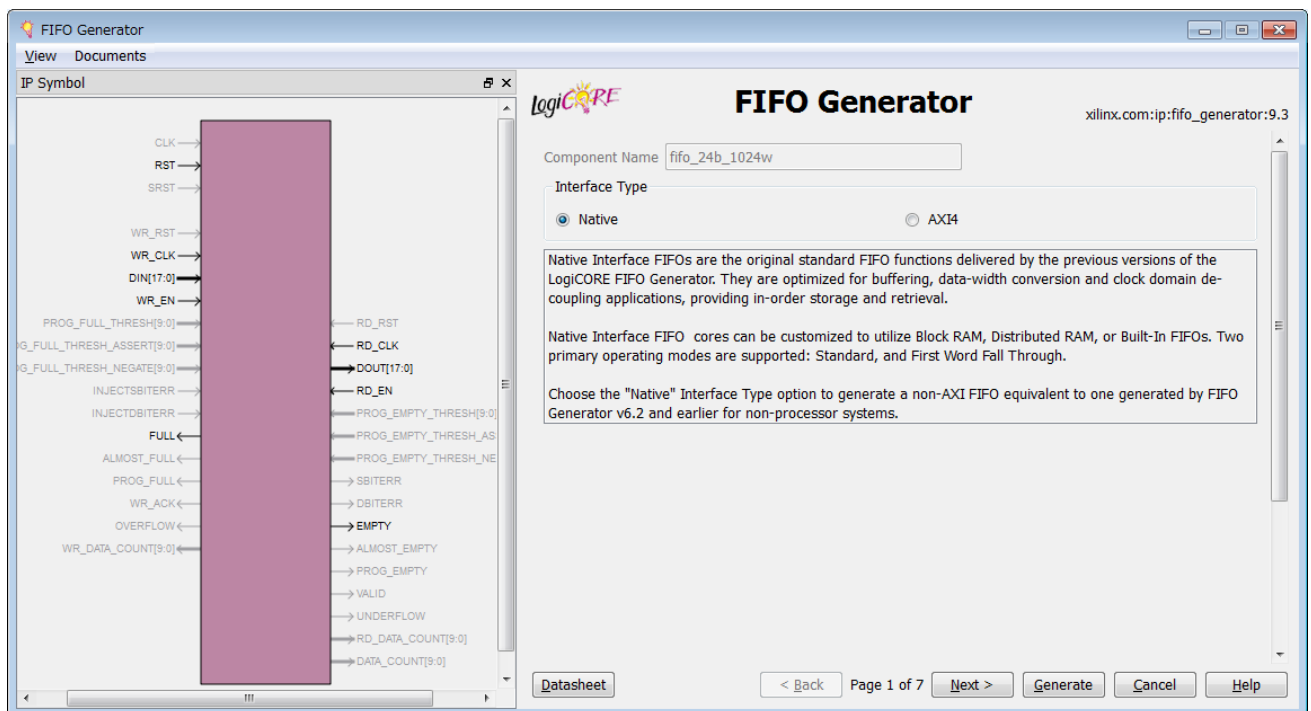 FIFO Generator
View Documents
IP Symbol
CLK
RST
SRST
WR_RST
WR_CLK
DIN[17:0]
WR_EN
PROG_FULL_THRESH[9:0]
G_FULL_THRESH_ASSERT[9:0]
G_FULL_THRESH_NEGATE[9:0]
INJECTSBITERR
INJECTDBITERR
FULL
ALMOST_FULL
PROG_FULL
WR_ACK
OVERFLOW
WR_DATA_COUNT[9:0]
RD_RST
RD_CLK
DOUT[17:0]
RD_EN
PROG_EMPTY_THRESH[9:0]
PROG_EMPTY_THRESH_AS
PROG_EMPTY_THRESH_NE
SBITERR
DBITERR
EMPTY
ALMOST_EMPTY
PROG_EMPTY
VALID
UNDERFLOW
RD_DATA_COUNT[9:0]
DATA_COUNT[9:0]
LogiCORE
FIFO Generator
xilinx.com:ip:fifo_generator:9.3
Component Name fifo_24b_1024w
Interface Type
Native AXI4
Native Interface FIFOs are the original standard FIFO functions delivered by the previous versions of the
LogiCORE FIFO Generator. They are optimized for buffering, data-width conversion and clock domain de-
coupling applications, providing in-order storage and retrieval.
Native Interface FIFO cores can be customized to utilize Block RAM, Distributed RAM, or Built-In FIFOs. Two
primary operating modes are supported: Standard, and First Word Fall Through.
Choose the "Native" Interface Type option to generate a non-AXI FIFO equivalent to one generated by FIFO
Generator v6.2 and earlier for non-processor systems.
Datasheet < Back Page 1 of 7 Next > Generate Cancel Help